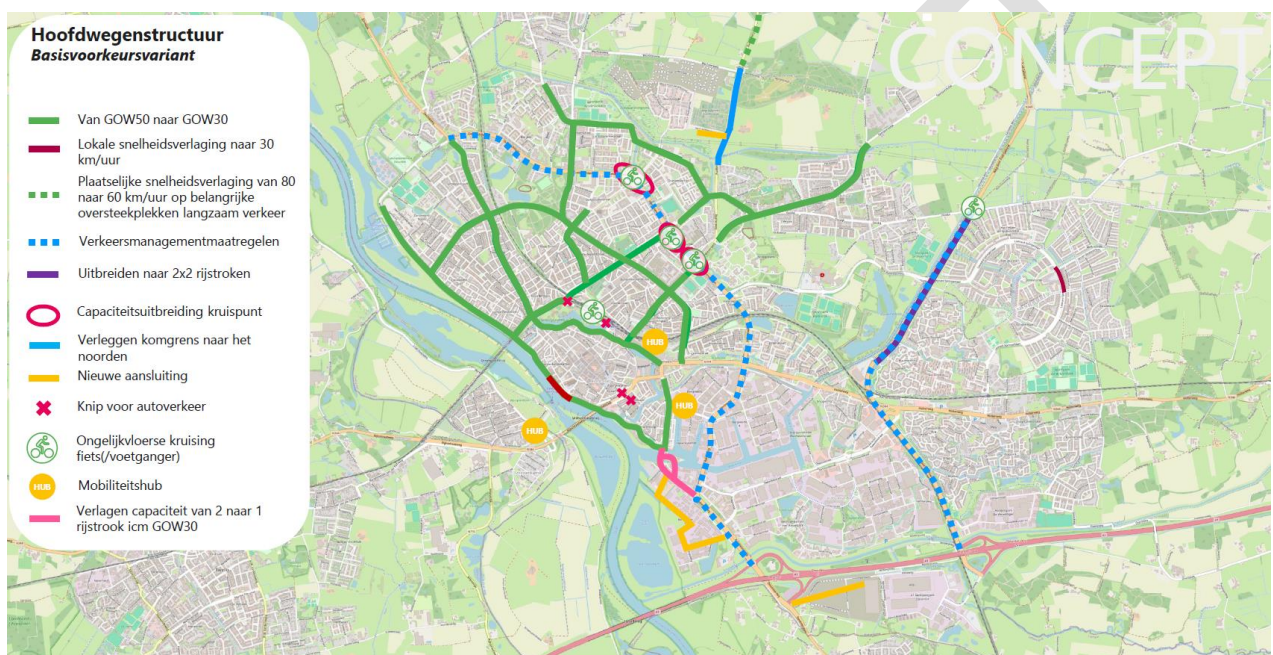 Hoofdwegenstructuur
Basisvoorkeursvariant
Van GOW50 naar GOW30
Lokale snelheidsverlaging naar 30
km/uur
Plaatselijke snelheidsverlaging van 80
naar 60 km/uur op belangrijke
oversteekplekken langzaam verkeer
Verkeersmanagementmaatregelen
Uitbreiden naar 2x2 rijstroken
Capaciteitsuitbreiding kruispunt
Verleggen komgrens naar het
noorden
Nieuwe aansluiting
Knip voor autoverkeer
Ongelijkvloerse kruising
fiets(/voetganger)
HUB
Mobiliteitshub
Verlagen capaciteit van 2 naar 1
rijstrook icm GOW30
CONCEPT
HUB
HUB
HUB